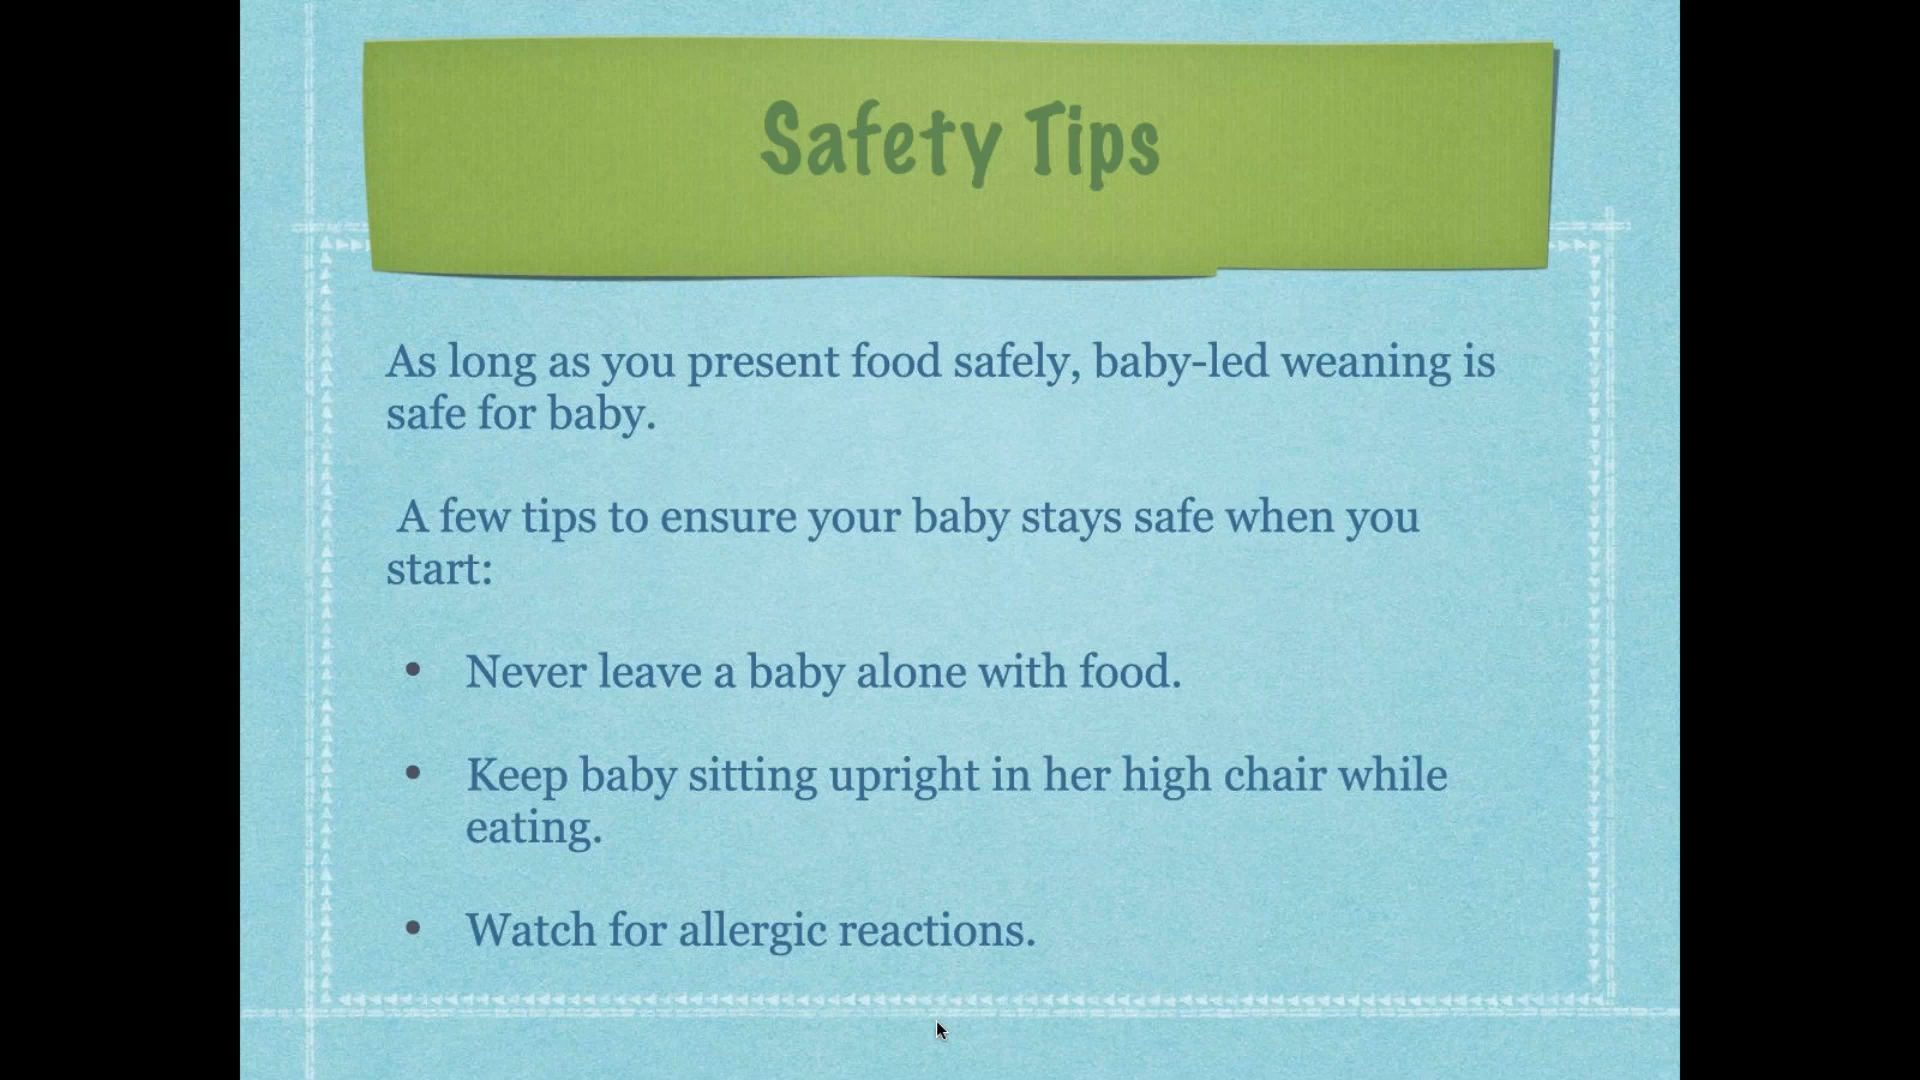 Safety Tips
As long as you present food safely, baby-led weaning is
safe for baby.
A few tips to ensure your baby stays safe when you
start:
• Never leave a baby alone with food.
• Keep baby sitting upright in her high chair while
eating.
• Watch for allergic reactions.